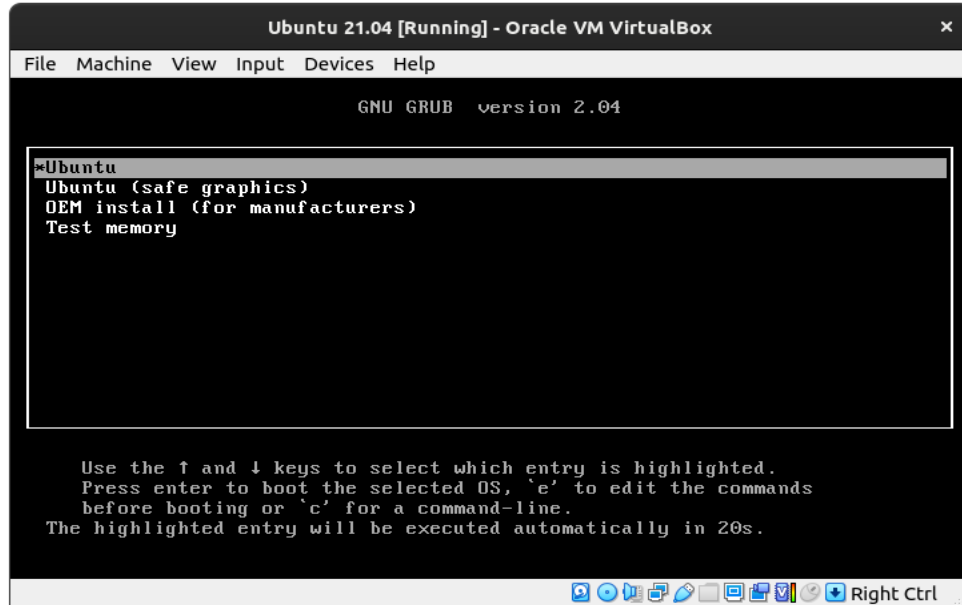 Ubuntu 21.04 [Running] - Oracle VM VirtualBox ×
File Machine View Input Devices Help
GNU GRUB version 2.04
*Ubuntu
Ubuntu (safe graphics)
OEM install (for manufacturers)
Test memory
Use the ↑ and ↓ keys to select which entry is highlighted.
Press enter to boot the selected OS, `e' to edit the commands
before booting or `c' for a command-line.
The highlighted entry will be executed automatically in 20s.
Right Ctrl